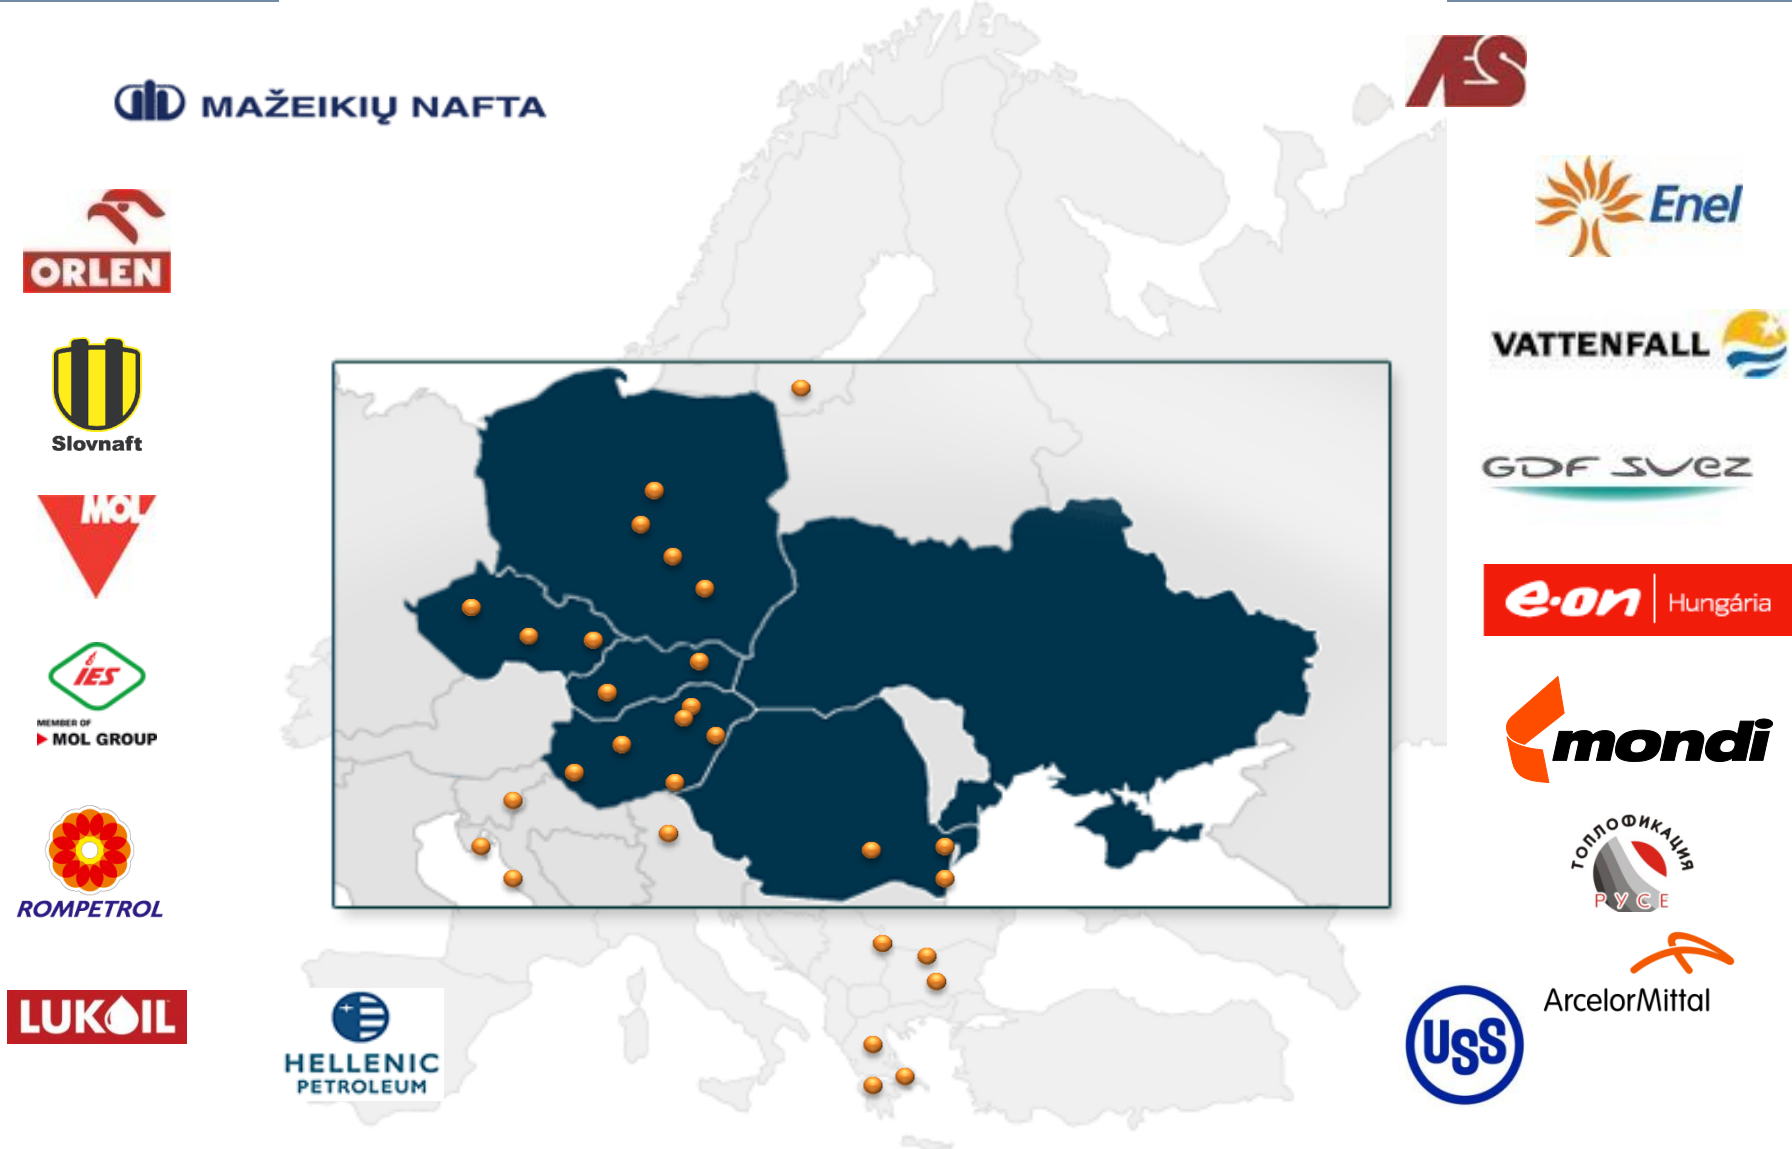 MAŽEIKIŲ NAFTA
AES
Enel
ORLEN
VATTENFALL
Slovnaft
GDF SUEZ
MOL
e·on | Hungária
iES
MEMBER OF
MOL GROUP
mondi
ТОПЛОФИКАЦИЯ
РУСЕ
ROMPETROL
ArcelorMittal
LUKOIL
HELLENIC
PETROLEUM
USS